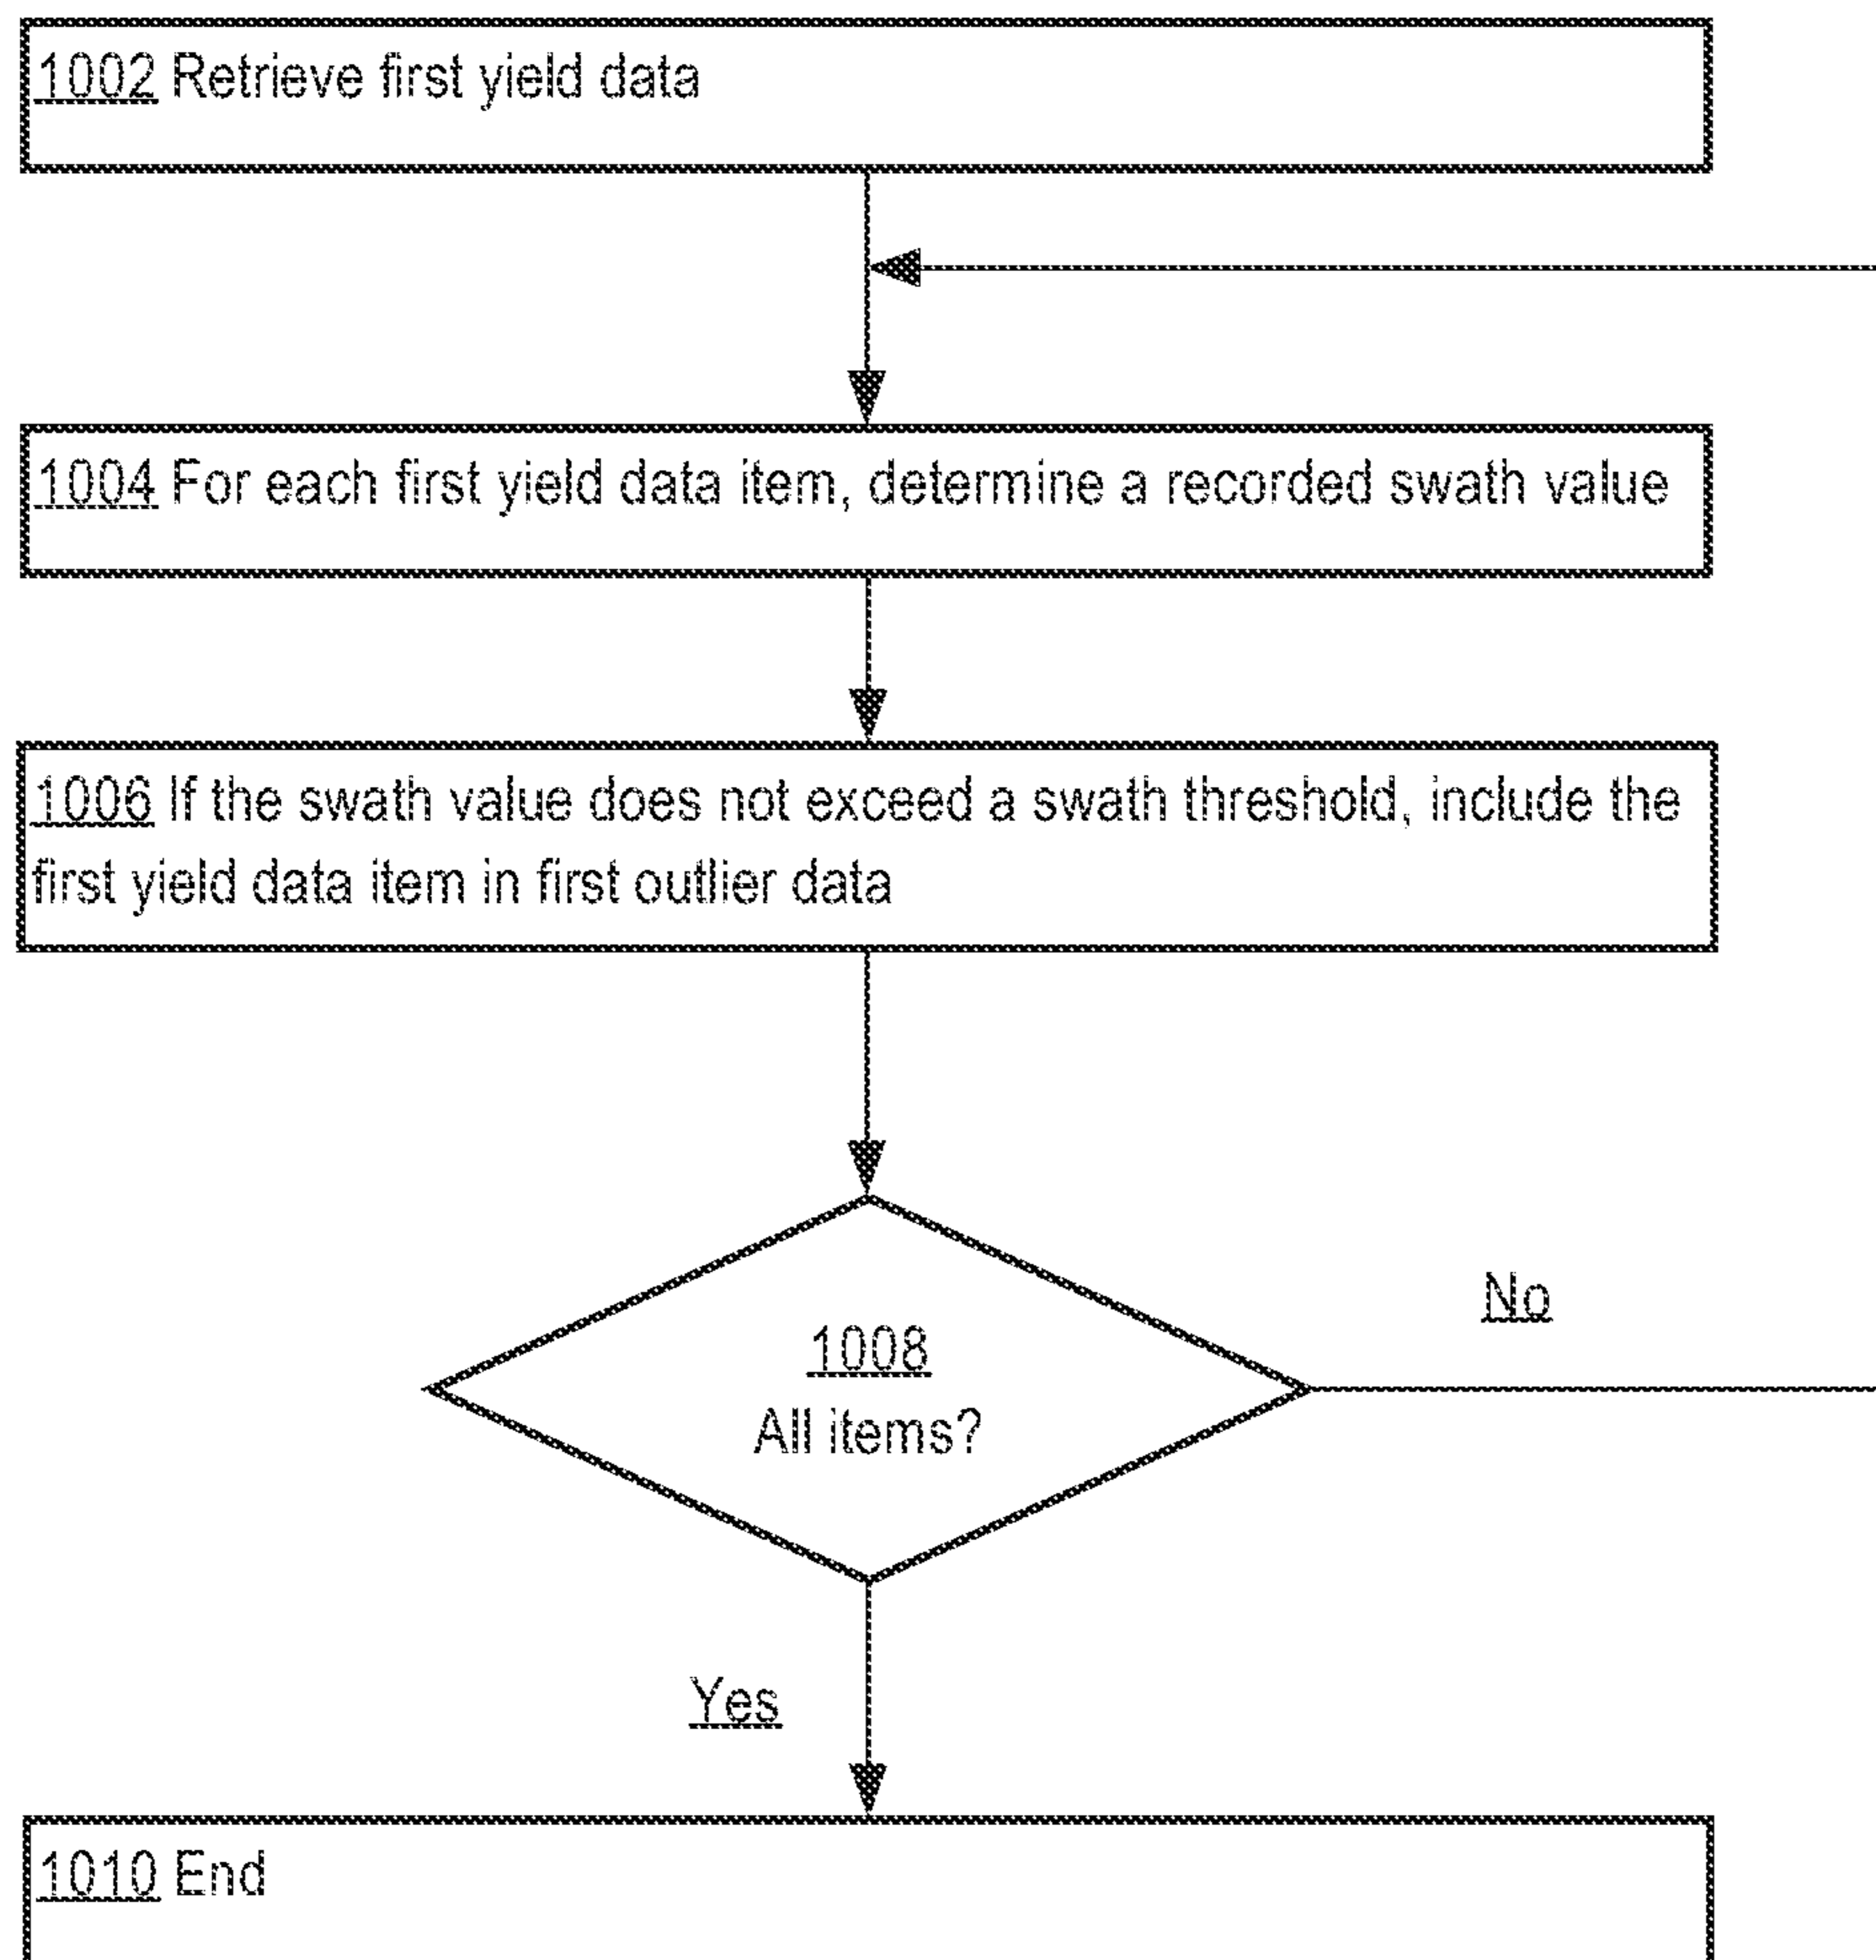 1002 Retrieve first yield data
1004 For each first yield data item, determine a recorded swath value
1006 If the swath value does not exceed a swath threshold, include the
first yield data item in first outlier data
No
1008
All items?
Yes
1010 End